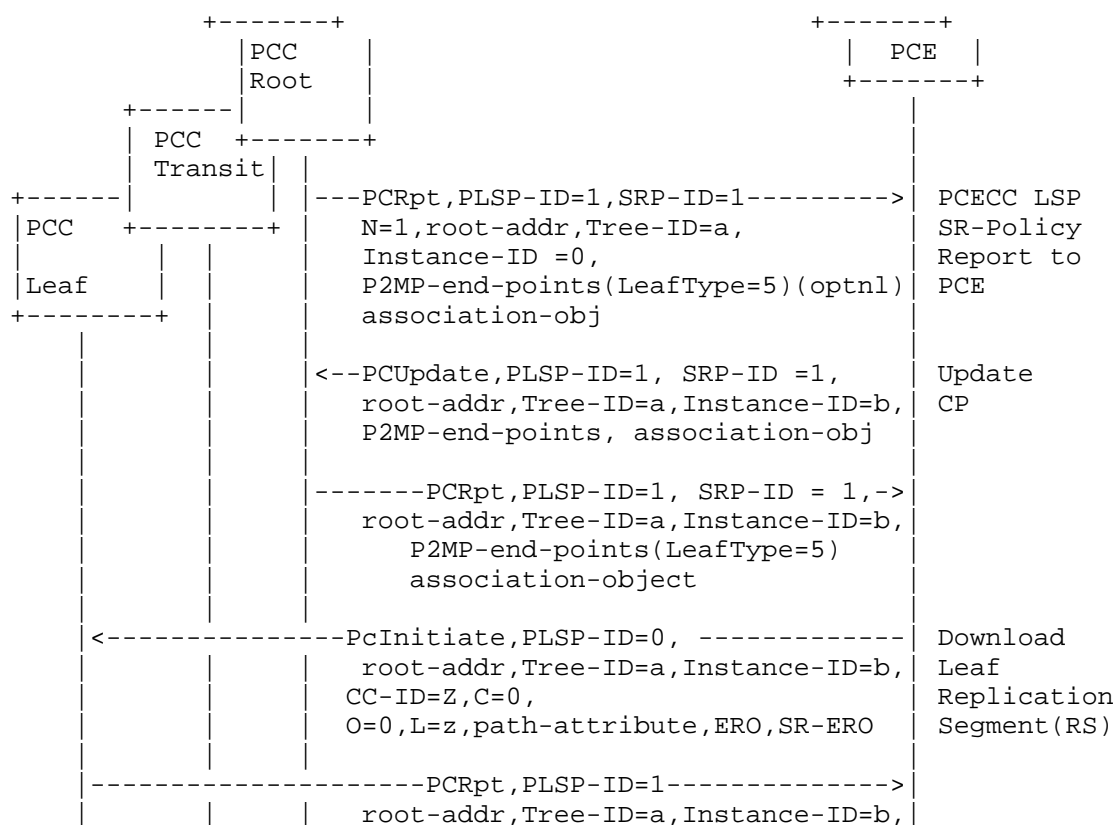 +-------+                              +-------+
              |PCC    |                              |  PCE  |
              |Root   |                              +-------+
       +------|       |                                  |
       | PCC  +-------+                                  |
       | Transit| |                                      |
+------|        | |---PCRpt,PLSP-ID=1,SRP-ID=1--------->| PCECC LSP
|PCC   +--------+ |   N=1,root-addr,Tree-ID=a,          | SR-Policy
|        |  |     |   Instance-ID =0,                   | Report to
|Leaf    |  |     |   P2MP-end-points(LeafType=5)(optnl)| PCE
+--------+  |     |   association-obj                   |
    |       |     |                                     |
    |       |     |<--PCUpdate,PLSP-ID=1, SRP-ID =1,    | Update
    |       |     |   root-addr,Tree-ID=a,Instance-ID=b,| CP
    |       |     |   P2MP-end-points, association-obj  |
    |       |     |                                     |
    |       |     |-------PCRpt,PLSP-ID=1, SRP-ID = 1,->|
    |       |     |   root-addr,Tree-ID=a,Instance-ID=b,|
    |       |     |      P2MP-end-points(LeafType=5)    |
    |       |     |      association-object             |
    |       |     |                                     |
    |<---------------PcInitiate,PLSP-ID=0, -------------| Download
    |       |     |   root-addr,Tree-ID=a,Instance-ID=b,| Leaf
    |       |     |  CC-ID=Z,C=0,                       | Replication
    |       |     |  O=0,L=z,path-attribute,ERO,SR-ERO  | Segment(RS)
    |       |     |                                     |
    |---------------------PCRpt,PLSP-ID=1-------------->|
    |       |     |   root-addr,Tree-ID=a,Instance-ID=b,|